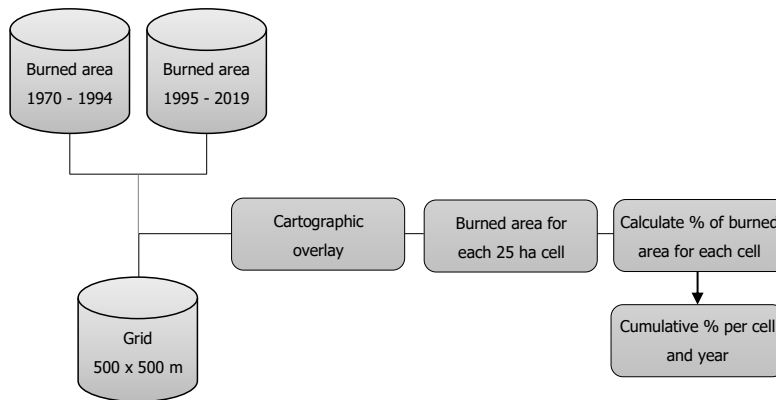 Burned area
1970 - 1994
Burned area
1995 - 2019
Cartographic
overlay
Burned area for
each 25 ha cell
Calculate % of burned
area for each cell
Grid
500 x 500 m
Cumulative % per cell
and year